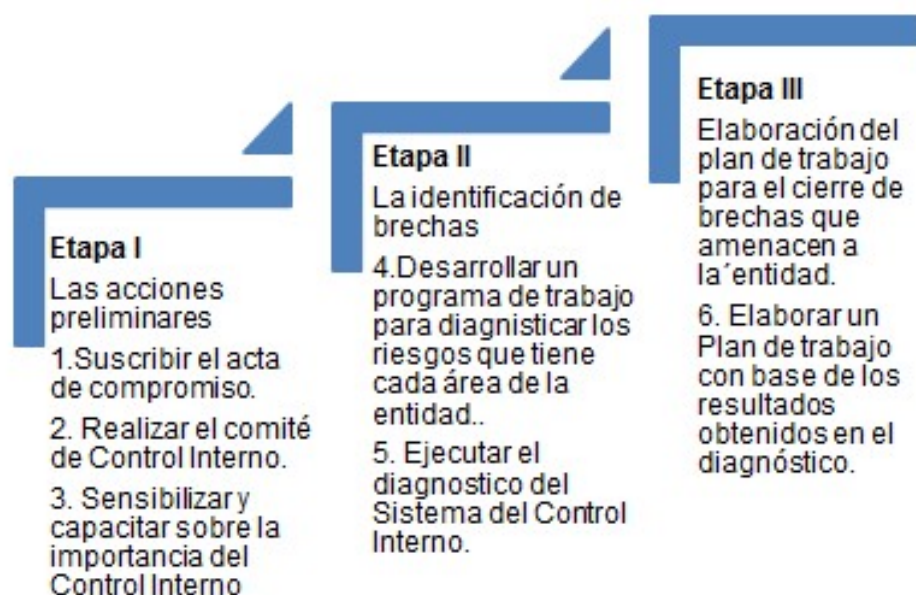 Etapa I
Las acciones
preliminares
1.Suscribir el acta
de compromiso.
2. Realizar el comité
de Control Interno.
3. Sensibilizar y
capacitar sobre la
importancia del
Control Interno
Etapa II
La identificación de
brechas
4.Desarrollar un
programa de trabajo
para diagnisticar los
riesgos que tiene
cada área de la
entidad..
5. Ejecutar el
diagnostico del
Sistema del Control
Interno.
Etapa III
Elaboración del
plan de trabajo
para el cierre de
brechas que
amenacen a
la´entidad.
6. Elaborar un
Plan de trabajo
con base de los
resultados
obtenidos en el
diagnóstico.